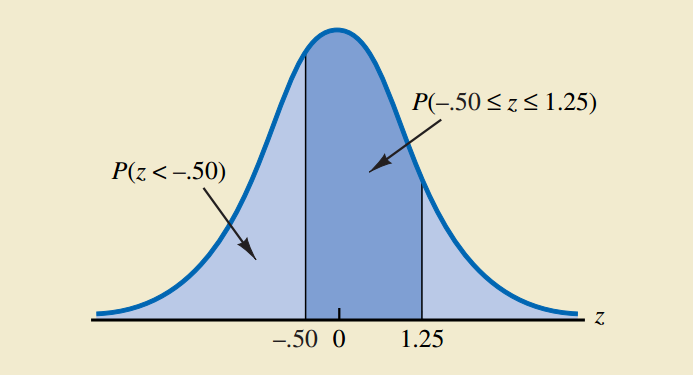 P(–.50 ≤ z ≤ 1.25)
P(z < –.50)
z
–.50 0 1.25